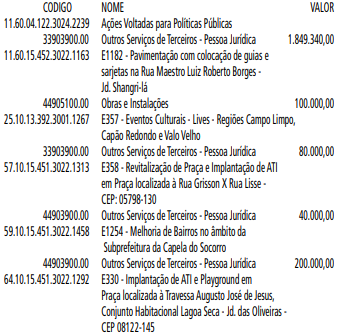 CODIGO NOME VALOR
11.60.04.122.3024.2239 Ações Voltadas para Políticas Públicas
33903900.00 Outros Serviços de Terceiros - Pessoa Jurídica 1.849.340,00
11.60.15.452.3022.1163 E1182 - Pavimentação com colocação de guias e
sarjetas na Rua Maestro Luiz Roberto Borges -
Jd. Shangri-lá
44905100.00 Obras e Instalações 100.000,00
25.10.13.392.3001.1267 E357 - Eventos Culturais - Lives - Regiões Campo Limpo,
Capão Redondo e Valo Velho
33903900.00 Outros Serviços de Terceiros - Pessoa Jurídica 80.000,00
57.10.15.451.3022.1313 E358 - Revitalização de Praça e Implantação de ATI
em Praça localizada à Rua Grisson X Rua Lisse -
CEP: 05798-130
44903900.00 Outros Serviços de Terceiros - Pessoa Jurídica 40.000,00
59.10.15.451.3022.1458 E1254 - Melhoria de Bairros no âmbito da
Subprefeitura da Capela do Socorro
44903900.00 Outros Serviços de Terceiros - Pessoa Jurídica 200.000,00
64.10.15.451.3022.1292 E330 - Implantação de ATI e Playground em
Praça localizada à Travessa Augusto José de Jesus,
Conjunto Habitacional Lagoa Seca - Jd. das Oliveiras -
CEP 08122-145